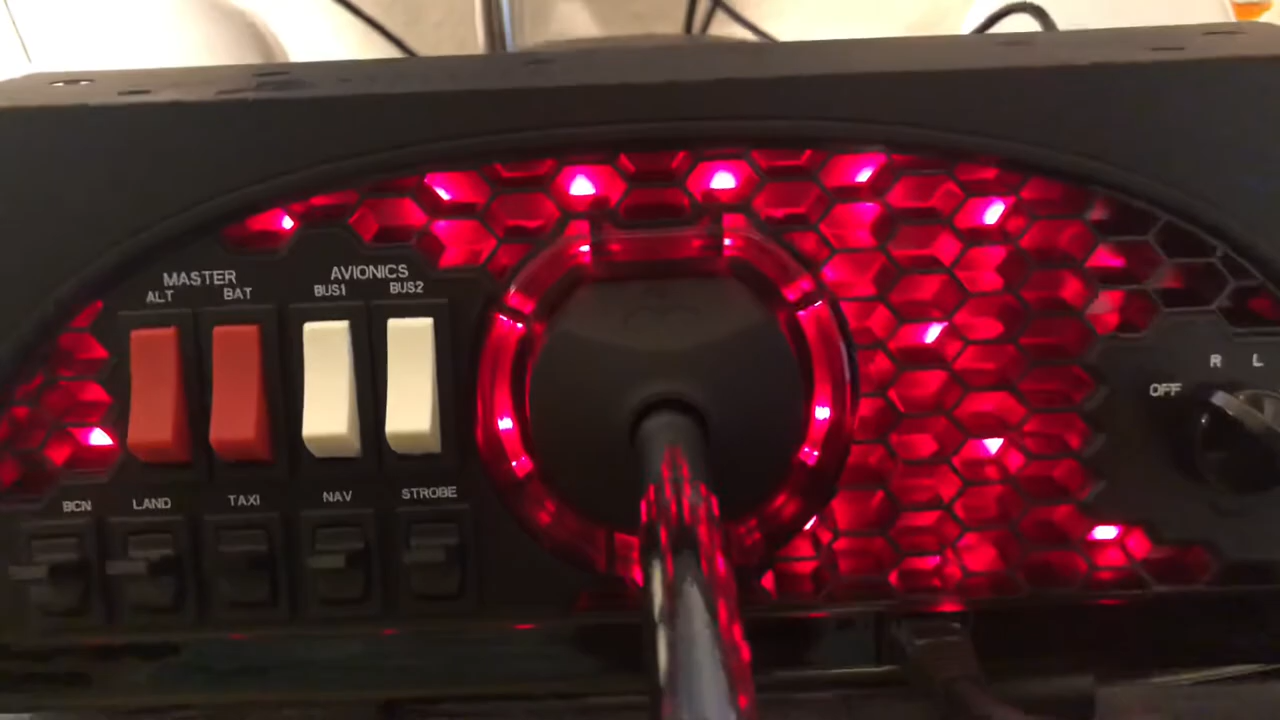 MASTER
ALT BAT
AVIONICS
BUS1 BUS2
OFF R L
BCN LAND TAXI NAV STROBE